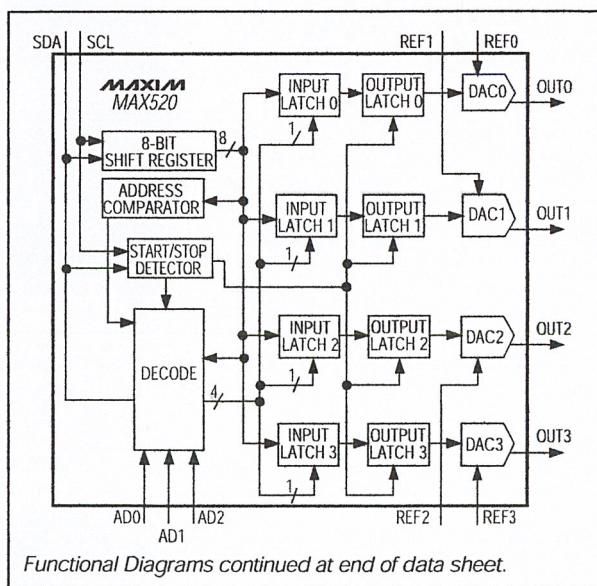 SDA SCL REF1 REF0
MAXIM
MAX520
INPUT LATCH 0
OUTPUT LATCH 0
DAC0
OUT0
8-BIT SHIFT REGISTER
8
1
ADDRESS COMPARATOR
INPUT LATCH 1
OUTPUT LATCH 1
DAC1
OUT1
START/STOP DETECTOR
1
INPUT LATCH 2
OUTPUT LATCH 2
DAC2
OUT2
DECODE
4
1
INPUT LATCH 3
OUTPUT LATCH 3
DAC3
OUT3
1
AD0 AD1 AD2 REF2 REF3
Functional Diagrams continued at end of data sheet.